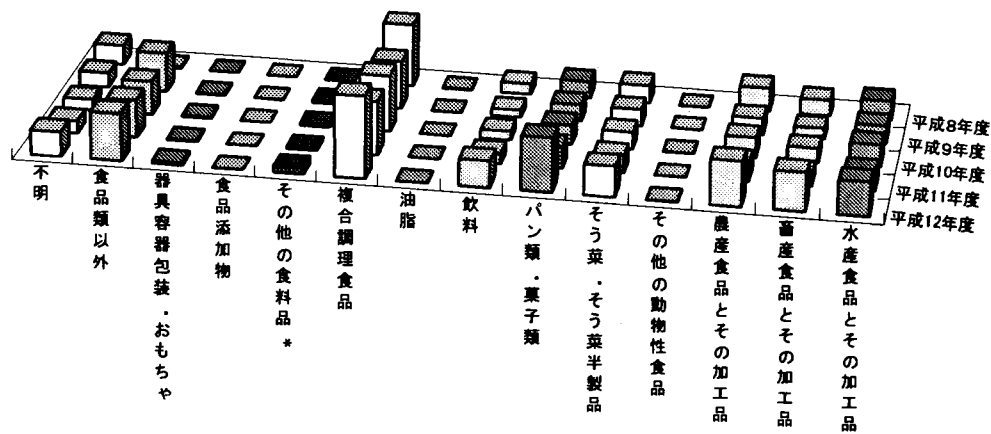 平成8年度
平成9年度
平成10年度
平成11年度
平成12年度
不明
食品類以外
器具容器包装・おもちゃ
食品添加物
その他の食料品*
複合調理食品
油脂
飲料
パン類・菓子類
そう菜・そう菜半製品
その他の動物性食品
農産食品とその加工品
畜産食品とその加工品
水産食品とその加工品